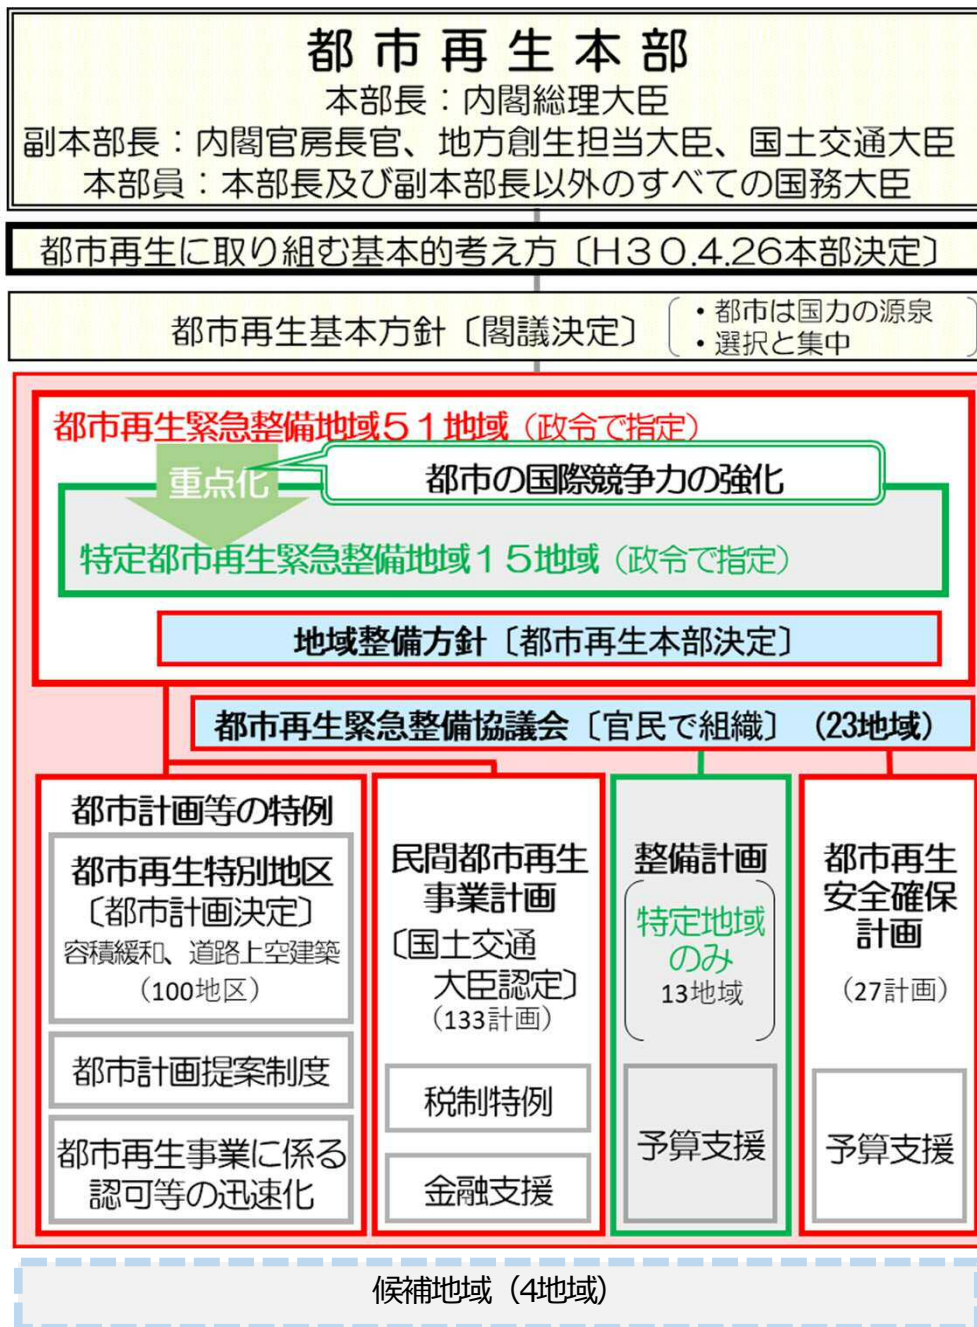 都市再生本部
本部長：内閣総理大臣
副本部長：内閣官房長官、地方創生担当大臣、国土交通大臣
本部員：本部長及び副本部長以外のすべての国務大臣
都市再生に取り組む基本的考え方〔H30.4.26本部決定〕
都市再生基本方針〔閣議決定〕
・都市は国力の源泉
・選択と集中
都市再生緊急整備地域51地域（政令で指定）
重点化
都市の国際競争力の強化
特定都市再生緊急整備地域15地域（政令で指定）
地域整備方針〔都市再生本部決定〕
都市再生緊急整備協議会〔官民で組織〕（23地域）
都市計画等の特例
都市再生特別地区
〔都市計画決定〕
容積緩和、道路上空建築
（100地区）
都市計画提案制度
都市再生事業に係る
認可等の迅速化
民間都市再生
事業計画
〔国土交通
大臣認定〕
（133計画）
税制特例
金融支援
整備計画
特定地域
のみ
13地域
予算支援
都市再生
安全確保
計画
（27計画）
予算支援
候補地域（4地域）